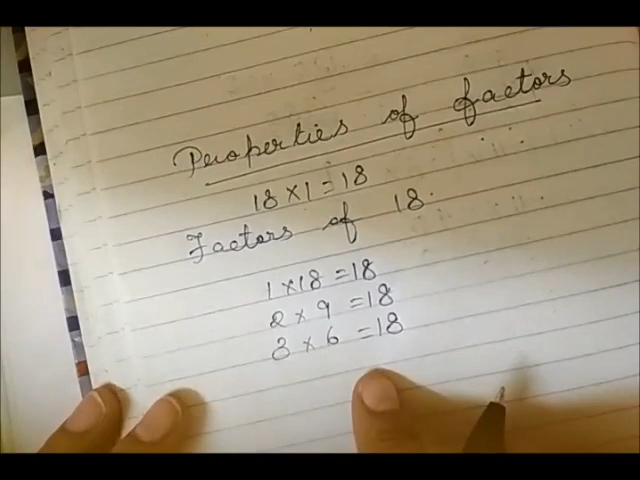 Properties of factors
18 × 1 = 18
Factors of 18.
1 × 18 = 18
2 × 9 = 18
3 × 6 = 18